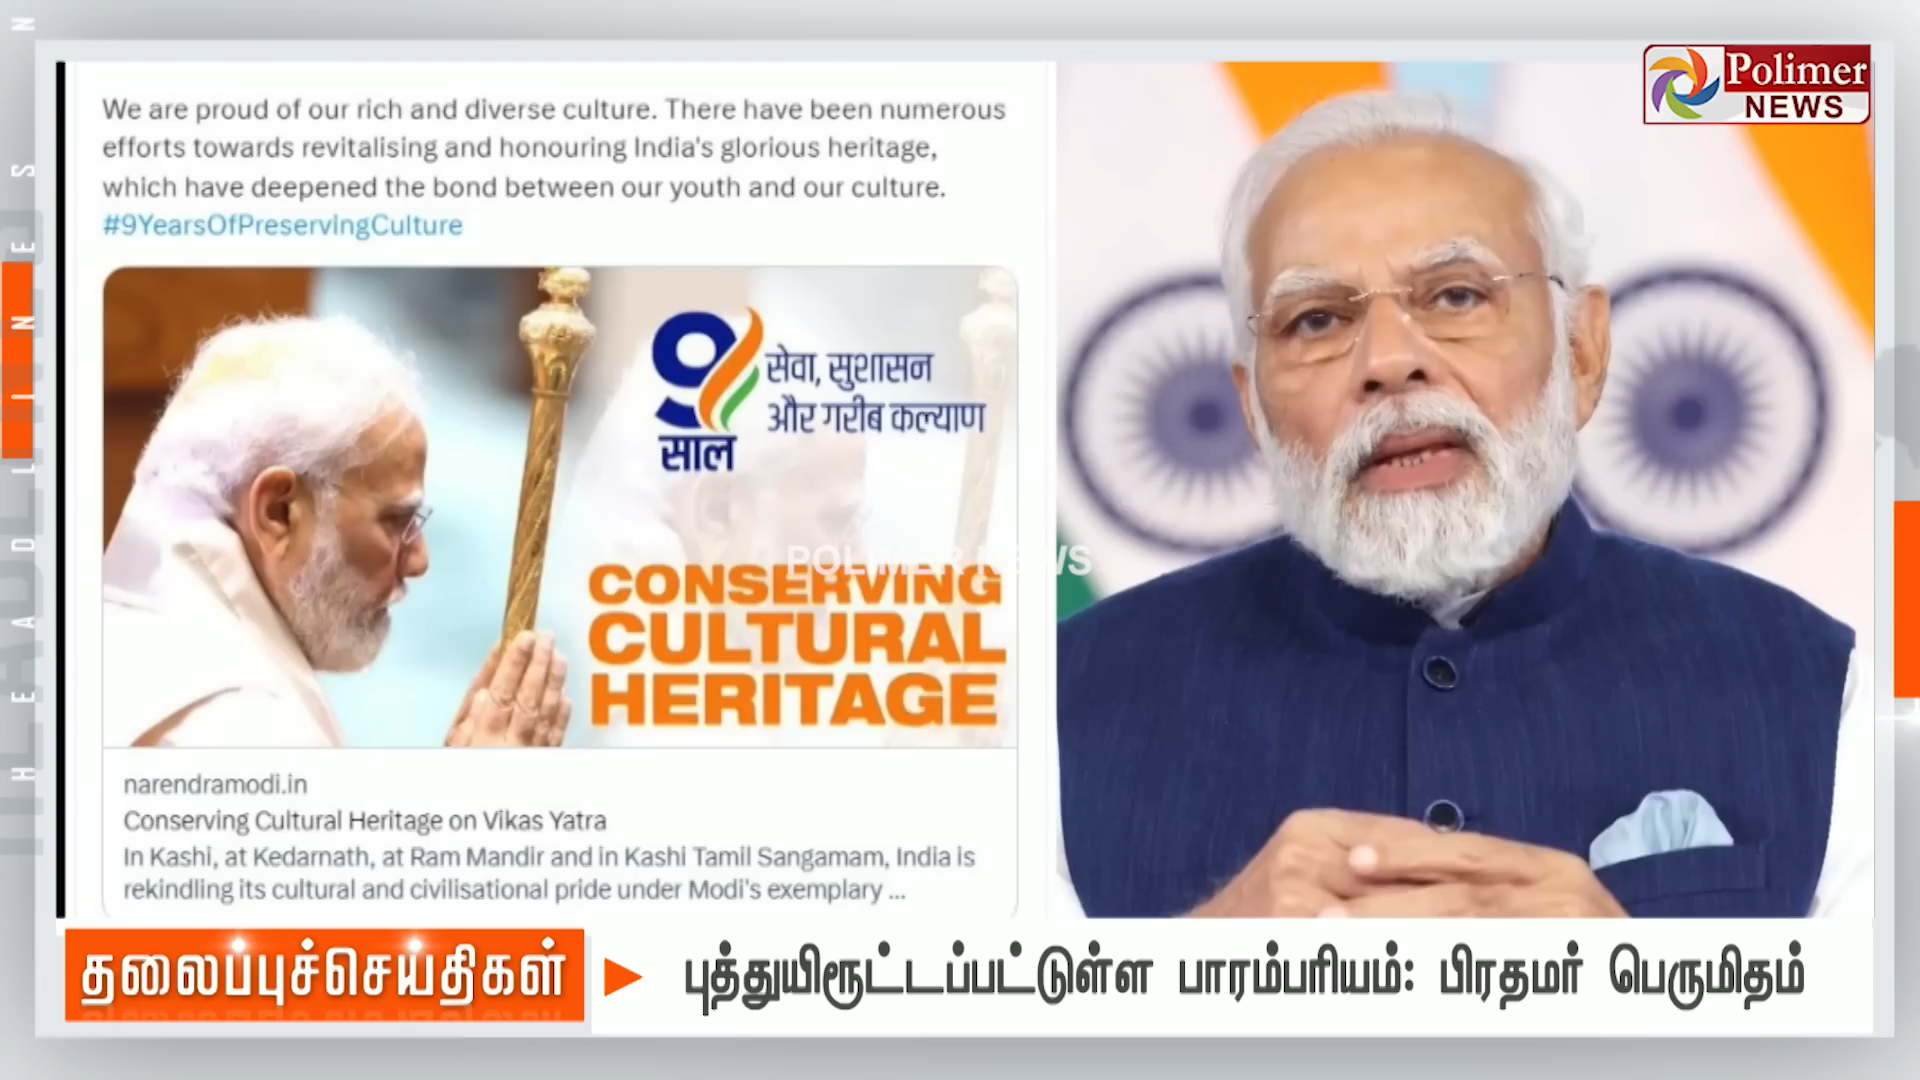 Polimer
NEWS
We are proud of our rich and diverse culture. There have been numerous
efforts towards revitalising and honouring India's glorious heritage,
which have deepened the bond between our youth and our culture.
#9YearsOfPreservingCulture
9
साल
सेवा, सुशासन
और गरीब कल्याण
POLIMER NEWS
CONSERVING
CULTURAL
HERITAGE
narendramodi.in
Conserving Cultural Heritage on Vikas Yatra
In Kashi, at Kedarnath, at Ram Mandir and in Kashi Tamil Sangamam, India is
rekindling its cultural and civilisational pride under Modi's exemplary ...
HEADLINES
தலைப்புச்செய்திகள்
புத்துயிரூட்டப்பட்டுள்ள பாரம்பரியம்: பிரதமர் பெருமிதம்